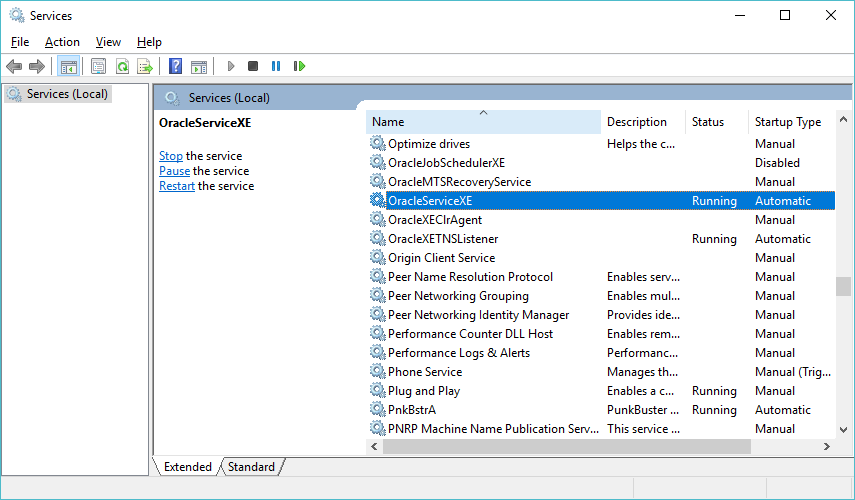 Services
File Action View Help
Services (Local)
Services (Local)
OracleServiceXE
Stop the service
Pause the service
Restart the service
Name Description Status Startup Type
Optimize drives Helps the c... Manual
OracleJobSchedulerXE Disabled
OracleMTSRecoveryService Manual
OracleServiceXE Running Automatic
OracleXEClrAgent Manual
OracleXETNSListener Running Automatic
Origin Client Service Manual
Peer Name Resolution Protocol Enables serv... Manual
Peer Networking Grouping Enables mul... Manual
Peer Networking Identity Manager Provides ide... Manual
Performance Counter DLL Host Enables rem... Manual
Performance Logs & Alerts Performanc... Manual
Phone Service Manages th... Manual (Trig...
Plug and Play Enables a c... Running Manual
PnkBstrA PunkBuster ... Running Automatic
PNRP Machine Name Publication Serv... This service ... Manual
Extended Standard